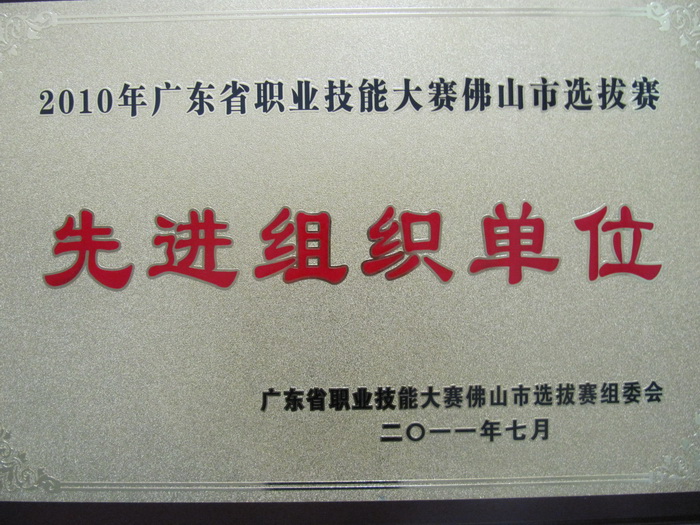 2010年广东省职业技能大赛佛山市选拔赛
先进组织单位
广东省职业技能大赛佛山市选拔赛组委会
二〇一一年七月